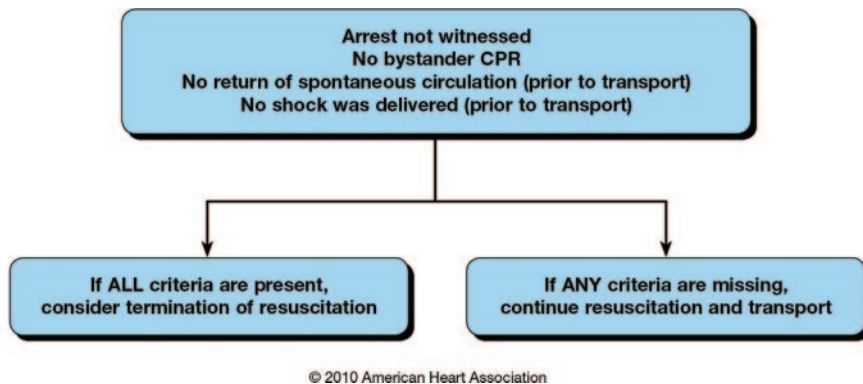 Arrest not witnessed
No bystander CPR
No return of spontaneous circulation (prior to transport)
No shock was delivered (prior to transport)
If ALL criteria are present,
consider termination of resuscitation
If ANY criteria are missing,
continue resuscitation and transport
© 2010 American Heart Association